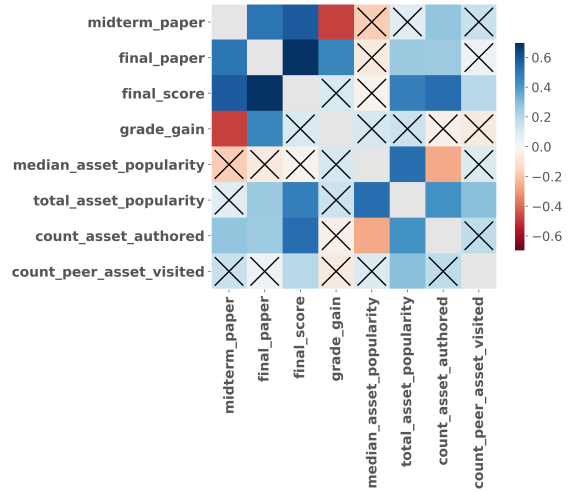 midterm_paper
final_paper
final_score
grade_gain
median_asset_popularity
total_asset_popularity
count_asset_authored
count_peer_asset_visited
midterm_paper
final_paper
final_score
grade_gain
median_asset_popularity
total_asset_popularity
count_asset_authored
count_peer_asset_visited
0.6
0.4
0.2
0.0
−0.2
−0.4
−0.6